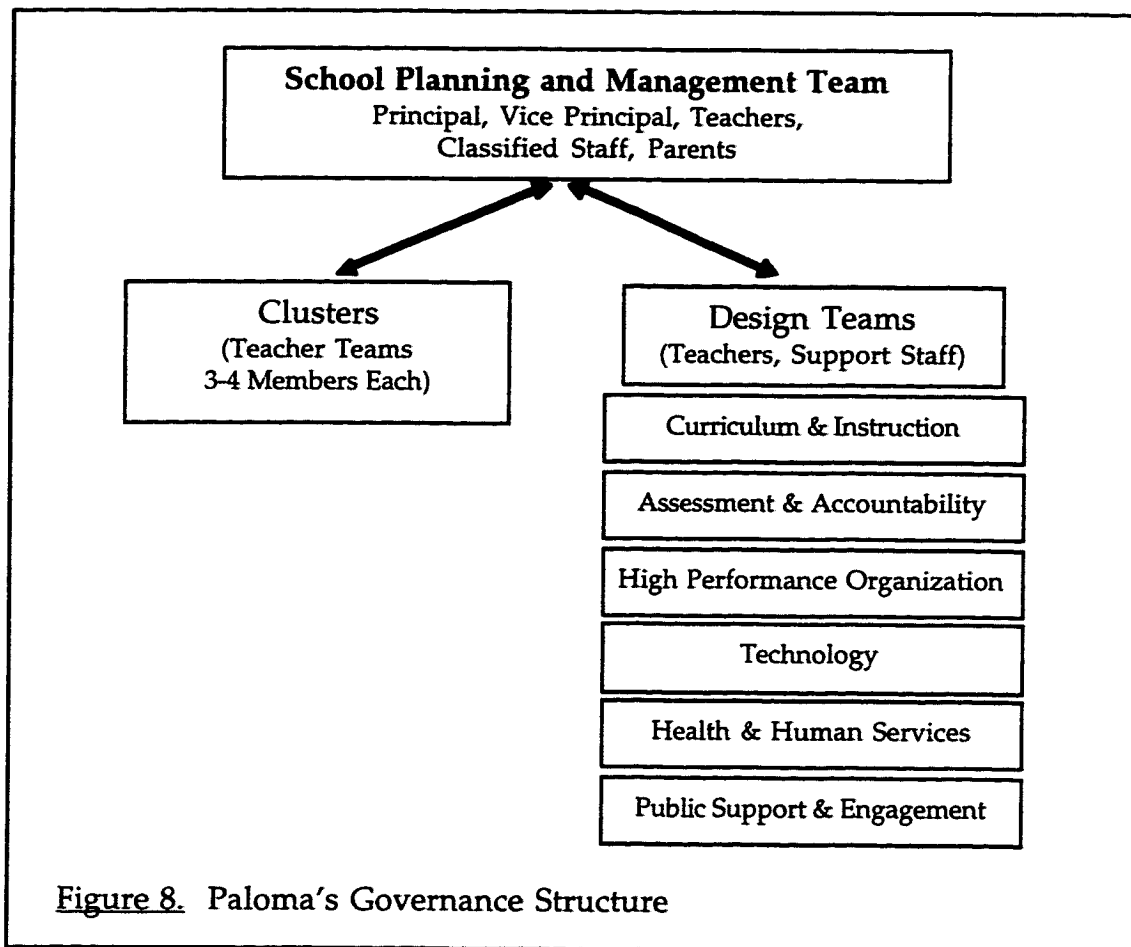 School Planning and Management Team
Principal, Vice Principal, Teachers,
Classified Staff, Parents
Clusters
(Teacher Teams
3-4 Members Each)
Design Teams
(Teachers, Support Staff)
Curriculum & Instruction
Assessment & Accountability
High Performance Organization
Technology
Health & Human Services
Public Support & Engagement
Figure 8. Paloma's Governance Structure